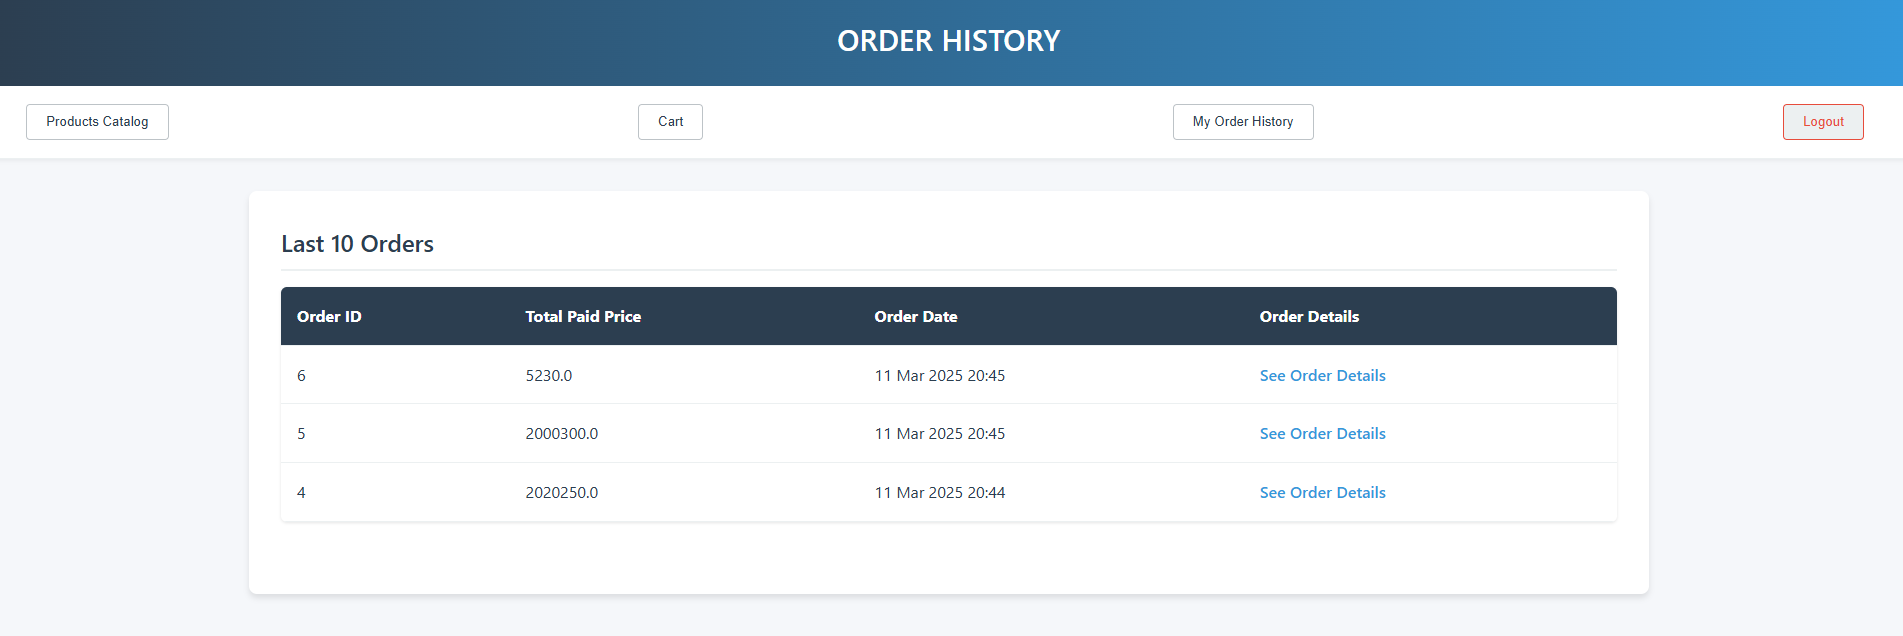 ORDER HISTORY
Products Catalog Cart My Order History Logout
Last 10 Orders
Order ID Total Paid Price Order Date Order Details
6 5230.0 11 Mar 2025 20:45 See Order Details
5 2000300.0 11 Mar 2025 20:45 See Order Details
4 2020250.0 11 Mar 2025 20:44 See Order Details